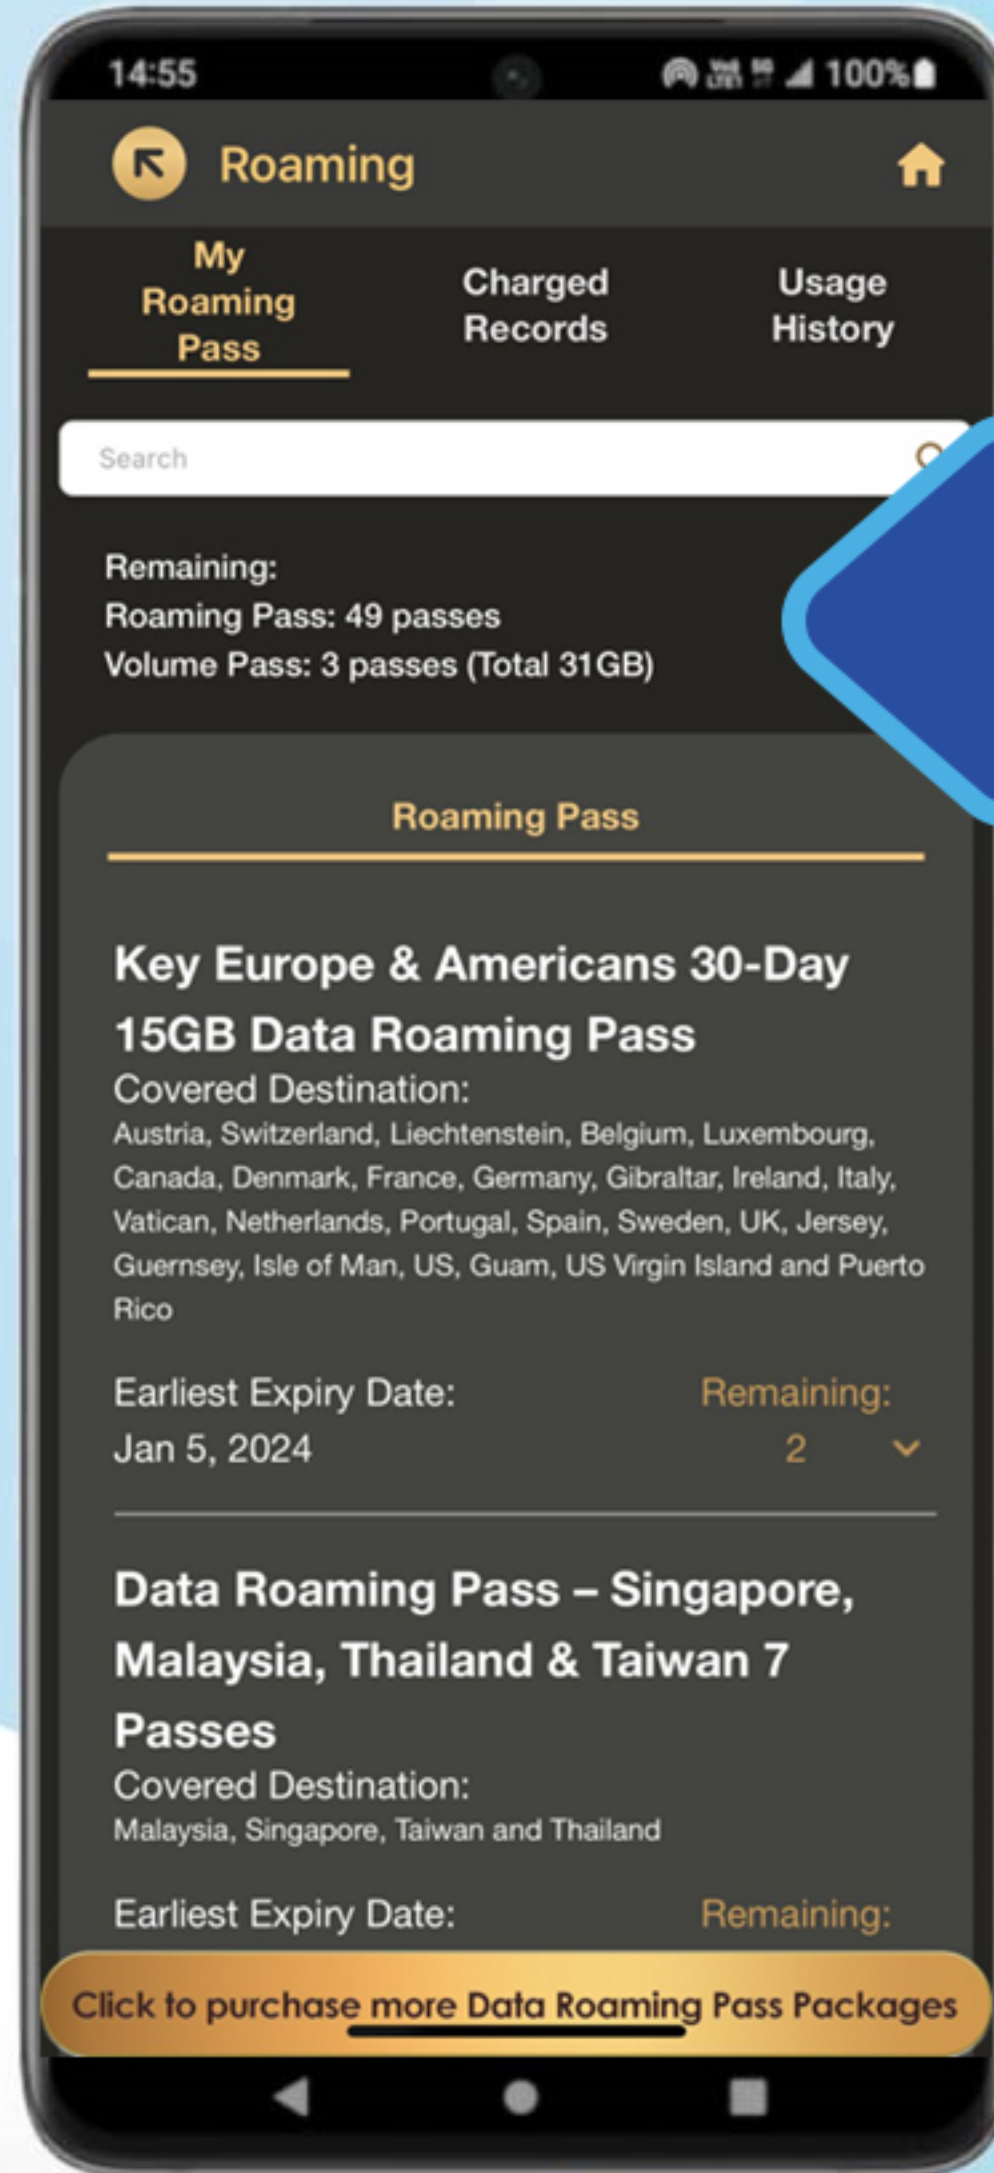 14:55
100%
Roaming
My
Roaming
Pass
Charged
Records
Usage
History
Search
Remaining:
Roaming Pass: 49 passes
Volume Pass: 3 passes (Total 31GB)
Roaming Pass
Key Europe & Americans 30-Day
15GB Data Roaming Pass
Covered Destination:
Austria, Switzerland, Liechtenstein, Belgium, Luxembourg,
Canada, Denmark, France, Germany, Gibraltar, Ireland, Italy,
Vatican, Netherlands, Portugal, Spain, Sweden, UK, Jersey,
Guernsey, Isle of Man, US, Guam, US Virgin Island and Puerto
Rico
Earliest Expiry Date:
Remaining:
Jan 5, 2024
2
Data Roaming Pass – Singapore,
Malaysia, Thailand & Taiwan 7
Passes
Covered Destination:
Malaysia, Singapore, Taiwan and Thailand
Earliest Expiry Date:
Remaining:
Click to purchase more Data Roaming Pass Packages